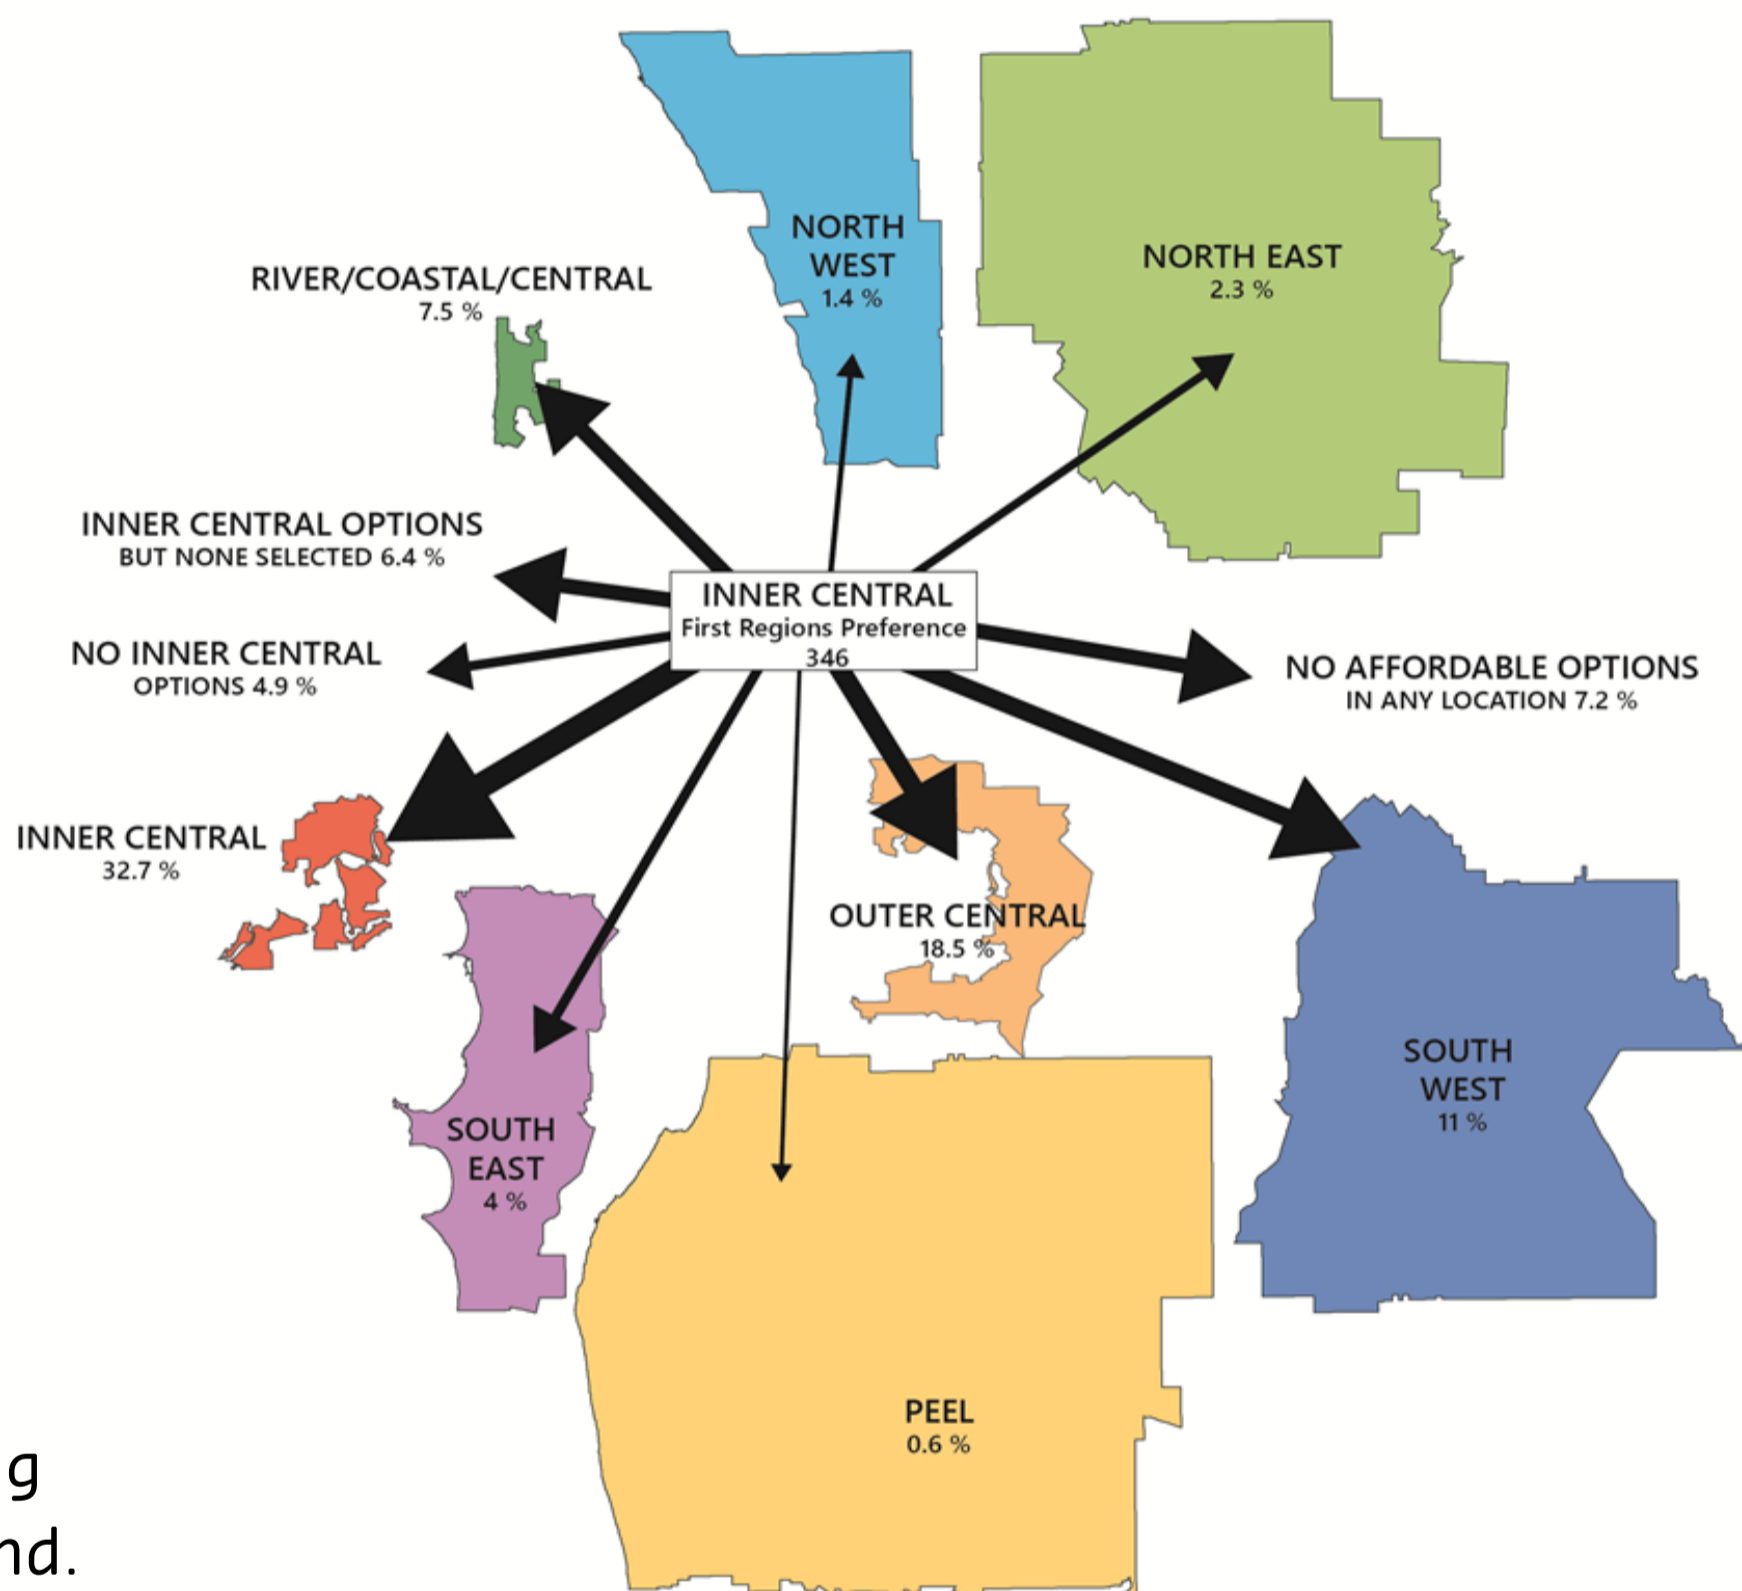 NORTH
WEST
1.4 %
NORTH EAST
2.3 %
RIVER/COASTAL/CENTRAL
7.5 %
INNER CENTRAL OPTIONS
BUT NONE SELECTED 6.4 %
INNER CENTRAL
First Regions Preference
346
NO INNER CENTRAL
OPTIONS 4.9 %
NO AFFORDABLE OPTIONS
IN ANY LOCATION 7.2 %
INNER CENTRAL
32.7 %
OUTER CENTRAL
18.5 %
SOUTH
WEST
11 %
SOUTH
EAST
4 %
PEEL
0.6 %
g
nd.